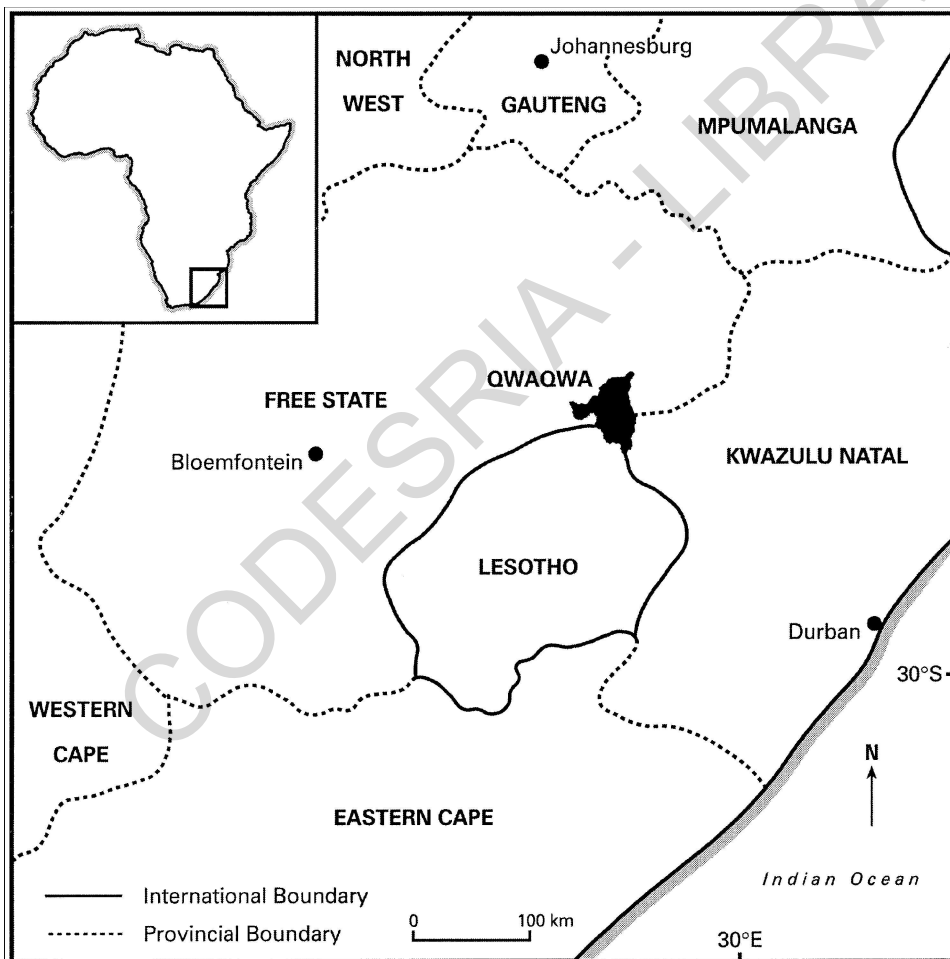 Johannesburg
NORTH
WEST
GAUTENG
MPUMALANGA
QWAQWA
FREE STATE
Bloemfontein
KWAZULU NATAL
LESOTHO
Durban
30°S
WESTERN
CAPE
N
EASTERN CAPE
Indian Ocean
International Boundary
Provincial Boundary
0 100 km
30°E
CODESRIA - LIBRA